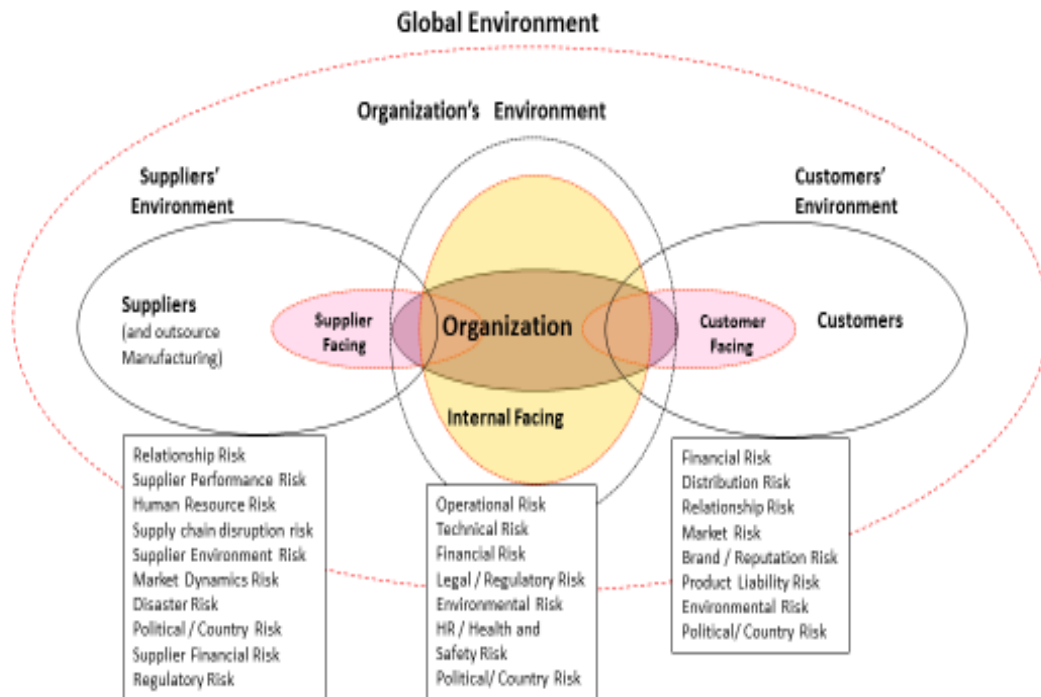 Global Environment
Organization's Environment
Suppliers'
Environment
Customers'
Environment
Suppliers
(and outsource
Manufacturing)
Supplier
Facing
Organization
Customer
Facing
Customers
Internal Facing
Relationship Risk
Supplier Performance Risk
Human Resource Risk
Supply chain disruption risk
Supplier Environment Risk
Market Dynamics Risk
Disaster Risk
Political / Country Risk
Supplier Financial Risk
Regulatory Risk
Operational Risk
Technical Risk
Financial Risk
Legal / Regulatory Risk
Environmental Risk
HR / Health and
Safety Risk
Political/ Country Risk
Financial Risk
Distribution Risk
Relationship Risk
Market Risk
Brand / Reputation Risk
Product Liability Risk
Environmental Risk
Political/ Country Risk